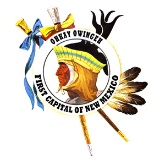 OHKAY OWINGEH
FIRST CAPITAL OF NEW MEXICO